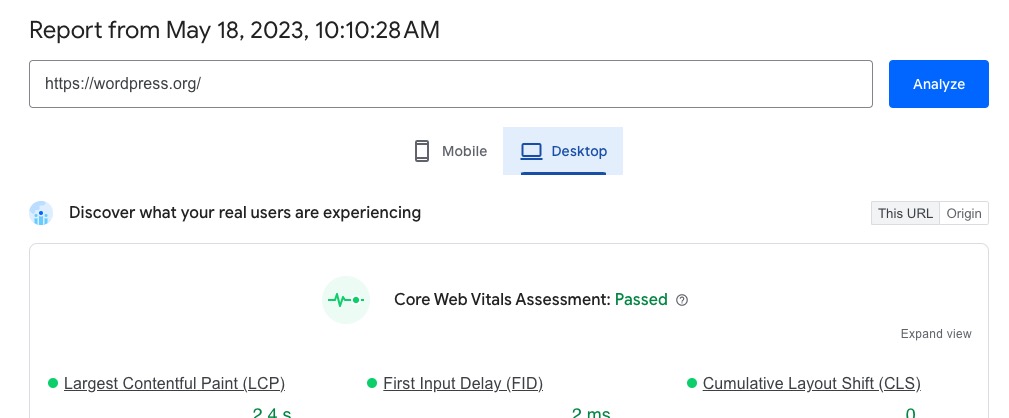 Report from May 18, 2023, 10:10:28 AM
https://wordpress.org/
Analyze
Mobile
Desktop
Discover what your real users are experiencing
This URL
Origin
Core Web Vitals Assessment: Passed
Expand view
Largest Contentful Paint (LCP)
First Input Delay (FID)
Cumulative Layout Shift (CLS)
2.4 s
2 ms
0